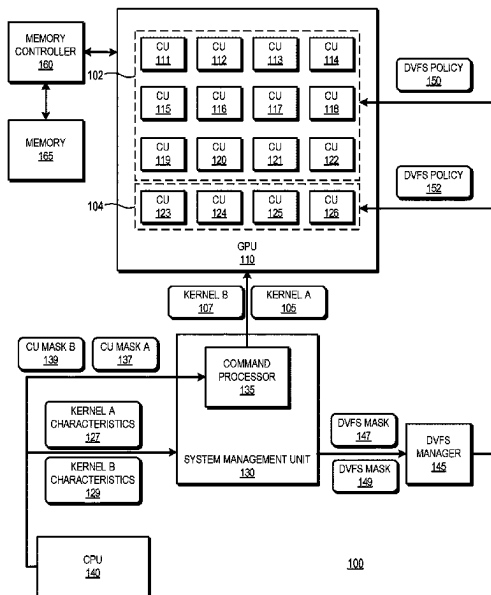 MEMORY
CONTROLLER
160
MEMORY
165
102
CU
111
CU
112
CU
113
CU
114
CU
115
CU
116
CU
117
CU
118
CU
119
CU
120
CU
121
CU
122
104
CU
123
CU
124
CU
125
CU
126
GPU
110
DVFS POLICY
150
DVFS POLICY
152
KERNEL B
107
KERNEL A
105
CU MASK B
139
CU MASK A
137
COMMAND
PROCESSOR
135
KERNEL A
CHARACTERISTICS
127
KERNEL B
CHARACTERISTICS
129
SYSTEM MANAGEMENT UNIT
130
DVFS MASK
147
DVFS MASK
149
DVFS
MANAGER
145
CPU
140
100